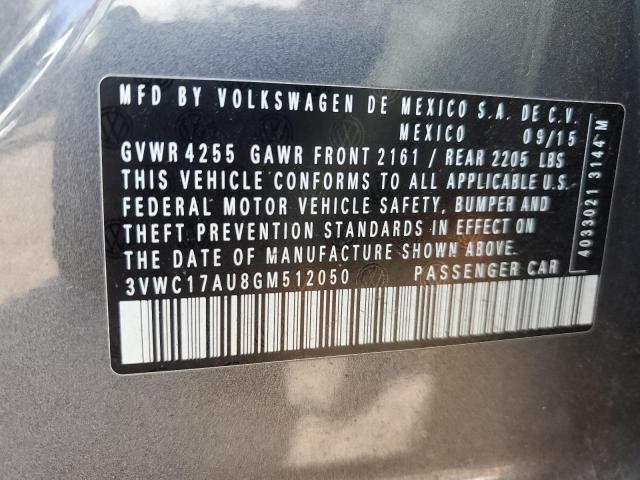 MFD BY VOLKSWAGEN DE MEXICO S.A. DE C.V.
MEXICO 09/15
GVWR 4255 GAWR FRONT 2161 / REAR 2205 LBS
THIS VEHICLE CONFORMS TO ALL APPLICABLE U.S.
FEDERAL MOTOR VEHICLE SAFETY, BUMPER AND
THEFT PREVENTION STANDARDS IN EFFECT ON
THE DATE OF MANUFACTURE SHOWN ABOVE.
3VWC17AU8GM512050 PASSENGER CAR
4033021 3144 M